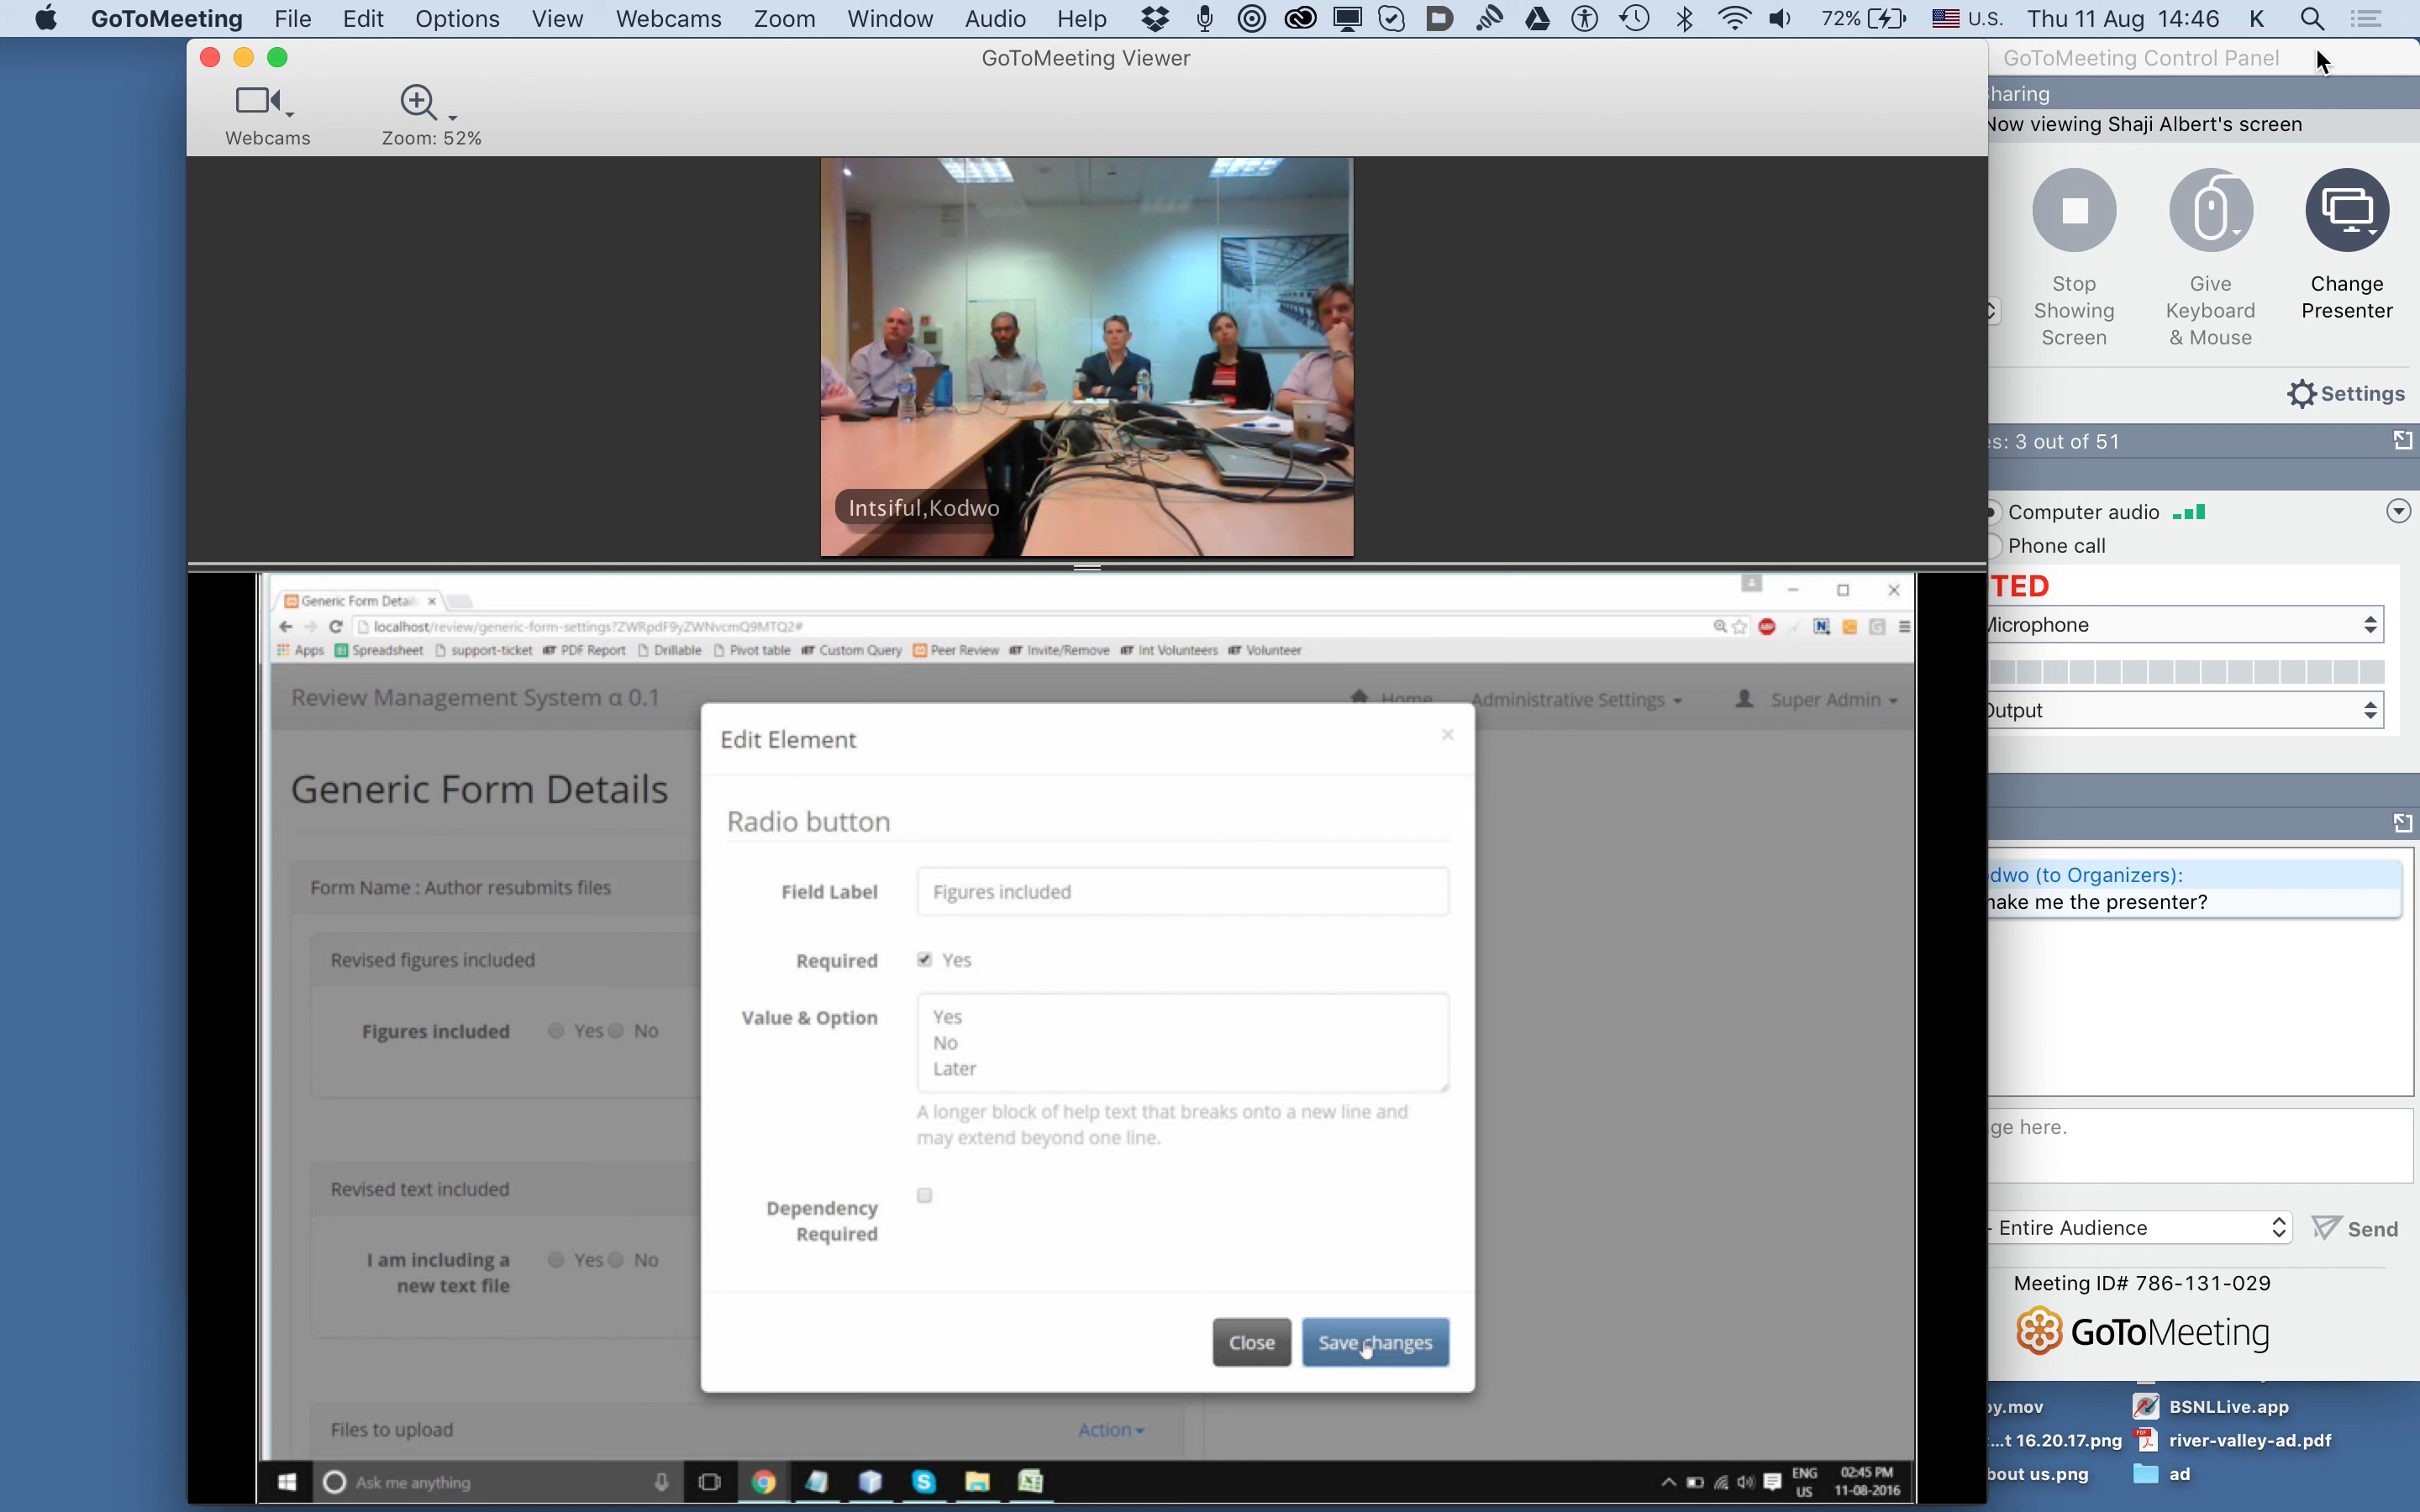 GoToMeeting File Edit Options View Webcams Zoom Window Audio Help 72% U.S. Thu 11 Aug 14:46 K
GoToMeeting Viewer
Webcams
Zoom: 52%
Intsiful,Kodwo
GoToMeeting Control Panel
haring
Now viewing Shaji Albert's screen
Stop Showing Screen
Give Keyboard & Mouse
Change Presenter
Settings
es: 3 out of 51
Computer audio
Phone call
TED
Microphone
Output
dwo (to Organizers):
make me the presenter?
ge here.
- Entire Audience
Send
Meeting ID# 786-131-029
GoToMeeting
Generic Form Detail
localhost/review/generic-form-settings?ZWRpdF9yZWNvcmQ9MTQ2#
Apps Spreadsheet support-ticket PDF Report Drillable Pivot table Custom Query Peer Review Invite/Remove Int Volunteers Volunteer
Review Management System α 0.1
Home Administrative Settings Super Admin
Generic Form Details
Form Name : Author resubmits files
Revised figures included
Figures included Yes No
Revised text included
I am including a Yes No
new text file
Files to upload
Action
Edit Element
×
Radio button
Field Label Figures included
Required Yes
Value & Option
Yes
No
Later
A longer block of help text that breaks onto a new line and
may extend beyond one line.
Dependency
Required
Close
Save changes
Ask me anything
ENG
US
02:45 PM
11-08-2016
py.mov
BSNLLive.app
...t 16.20.17.png
river-valley-ad.pdf
bout us.png
ad